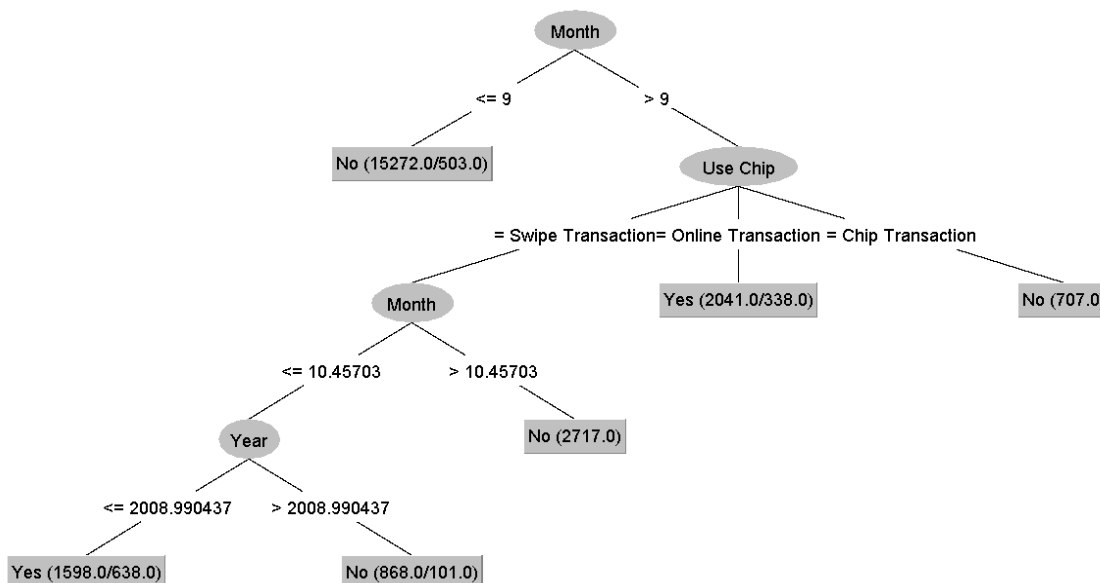 Month
<= 9
> 9
No (15272.0/503.0)
Use Chip
= Swipe Transaction= Online Transaction = Chip Transaction
Month
Yes (2041.0/338.0)
No (707.0
<= 10.45703
> 10.45703
Year
No (2717.0)
<= 2008.990437
> 2008.990437
Yes (1598.0/638.0)
No (868.0/101.0)